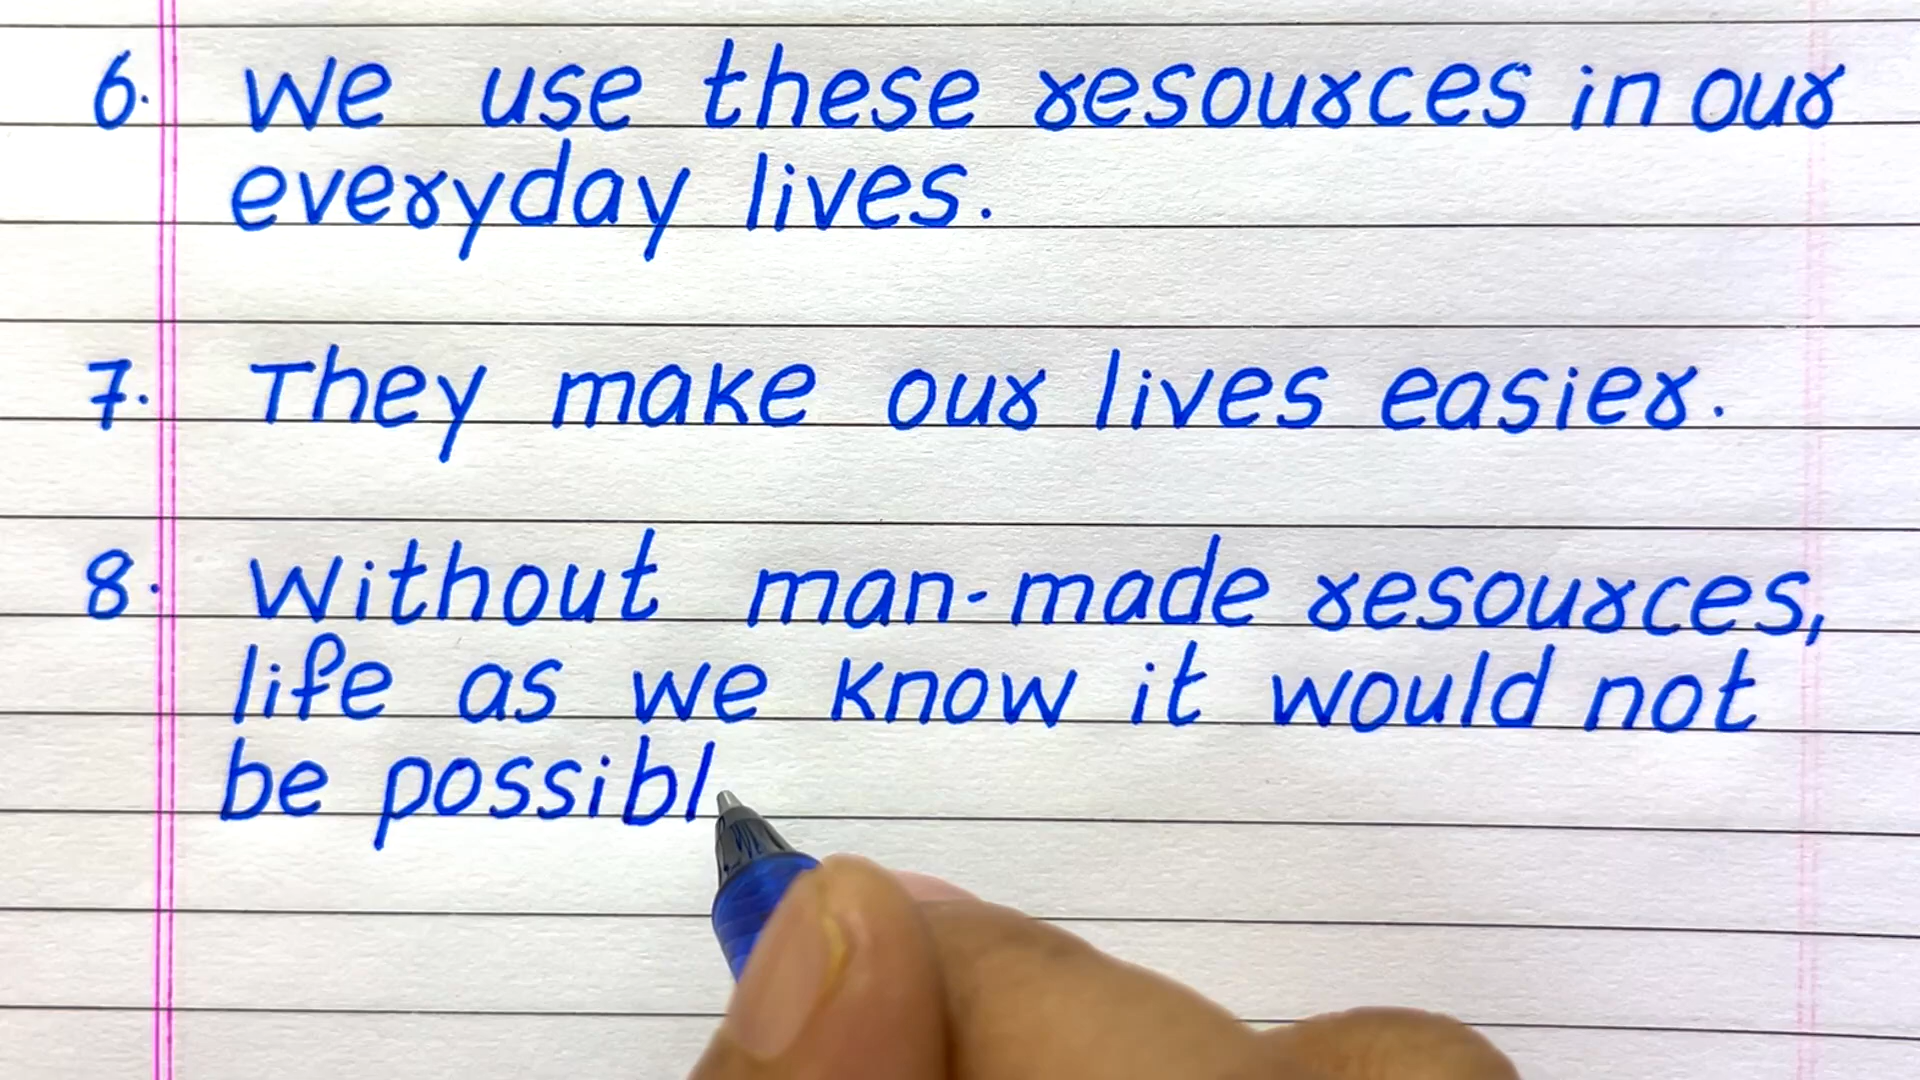 6. We use these resources in our
everyday lives.
7. They make our lives easier.
8. Without man-made resources,
life as we know it would not
be possibl